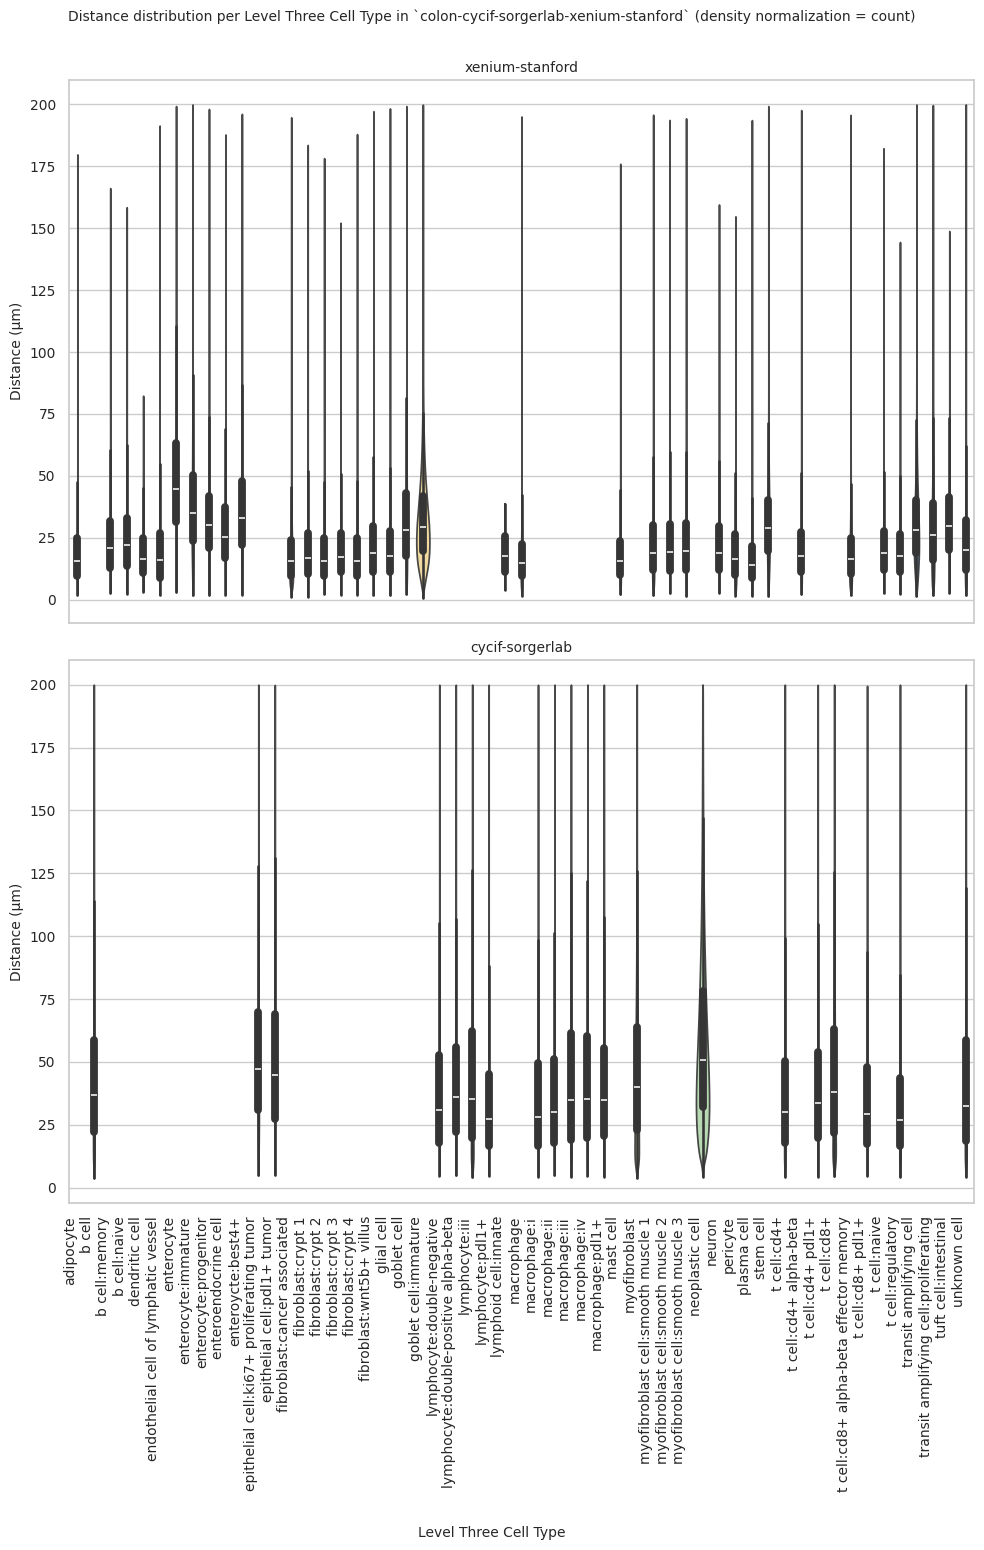 Distance distribution per Level Three Cell Type in `colon-cycif-sorgerlab-xenium-stanford` (density normalization = count)
xenium-stanford
200
175
150
125
100
75
50
25
0
Distance (μm)
cycif-sorgerlab
200
175
150
125
100
75
50
25
0
Distance (μm)
adipocyte
b cell
b cell:memory
b cell:naive
dendritic cell
endothelial cell of lymphatic vessel
enterocyte
enterocyte:immature
enterocyte:progenitor
enteroendocrine cell
enteroycte:best4+
epithelial cell:ki67+ proliferating tumor
epithelial cell:pdl1+ tumor
fibroblast:cancer associated
fibroblast:crypt 1
fibroblast:crypt 2
fibroblast:crypt 3
fibroblast:crypt 4
fibroblast:wnt5b+ villus
glial cell
goblet cell
goblet cell:immature
lymphocyte:double-negative
lymphocyte:double-positive alpha-beta
lymphocyte:iii
lymphocyte:pdl1+
lymphoid cell:innate
macrophage
macrophage:i
macrophage:ii
macrophage:iii
macrophage:iv
macrophage:pdl1+
mast cell
myofibroblast
myofibroblast cell:smooth muscle 1
myofibroblast cell:smooth muscle 2
myofibroblast cell:smooth muscle 3
neoplastic cell
neuron
pericyte
plasma cell
stem cell
t cell:cd4+
t cell:cd4+ alpha-beta
t cell:cd4+ pdl1+
t cell:cd8+
t cell:cd8+ alpha-beta effector memory
t cell:cd8+ pdl1+
t cell:naive
t cell:regulatory
transit amplifying cell
transit amplifying cell:proliferating
tuft cell:intestinal
unknown cell
Level Three Cell Type